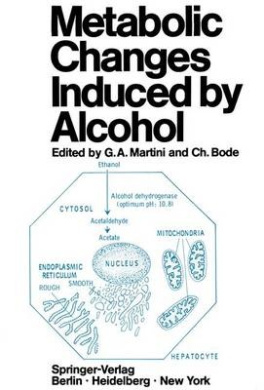 Metabolic
Changes
Induced by
Alcohol
Edited by G.A. Martini and Ch. Bode
Ethanol
Alcohol dehydrogenase
(optimum pH: 10.8)
CYTOSOL
Acetaldehyde
Acetate
MITOCHONDRIA
NUCLEUS
ENDOPLASMIC
RETICULUM
SMOOTH
ROUGH
HEPATOCYTE
Springer-Verlag
Berlin · Heidelberg · New York